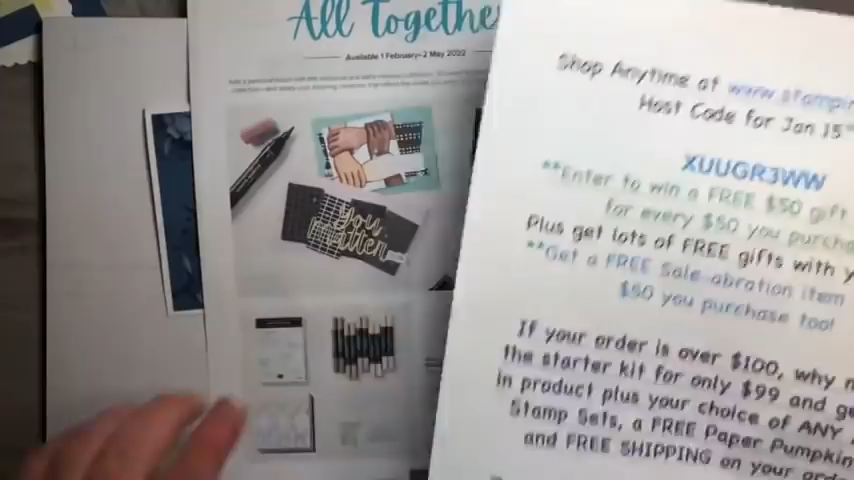 All Togethe
Available 1 February–2 May 2022
you
matter
Shop Anytime at www.stampin
Host Code for Jan 15
XUUGR3WW
**Enter to win a FREE $50 gift
for every $50 you purcha
Plus get lots of FREE gifts with y
**Get a FREE Sale-abration item
$50 you purchase too!
If your order is over $100, why n
the starter kit for only $99 and ge
in product plus your choice of ANY
Stamp Sets, a FREE Paper Pumpkin
and FREE SHIPPING on your orde